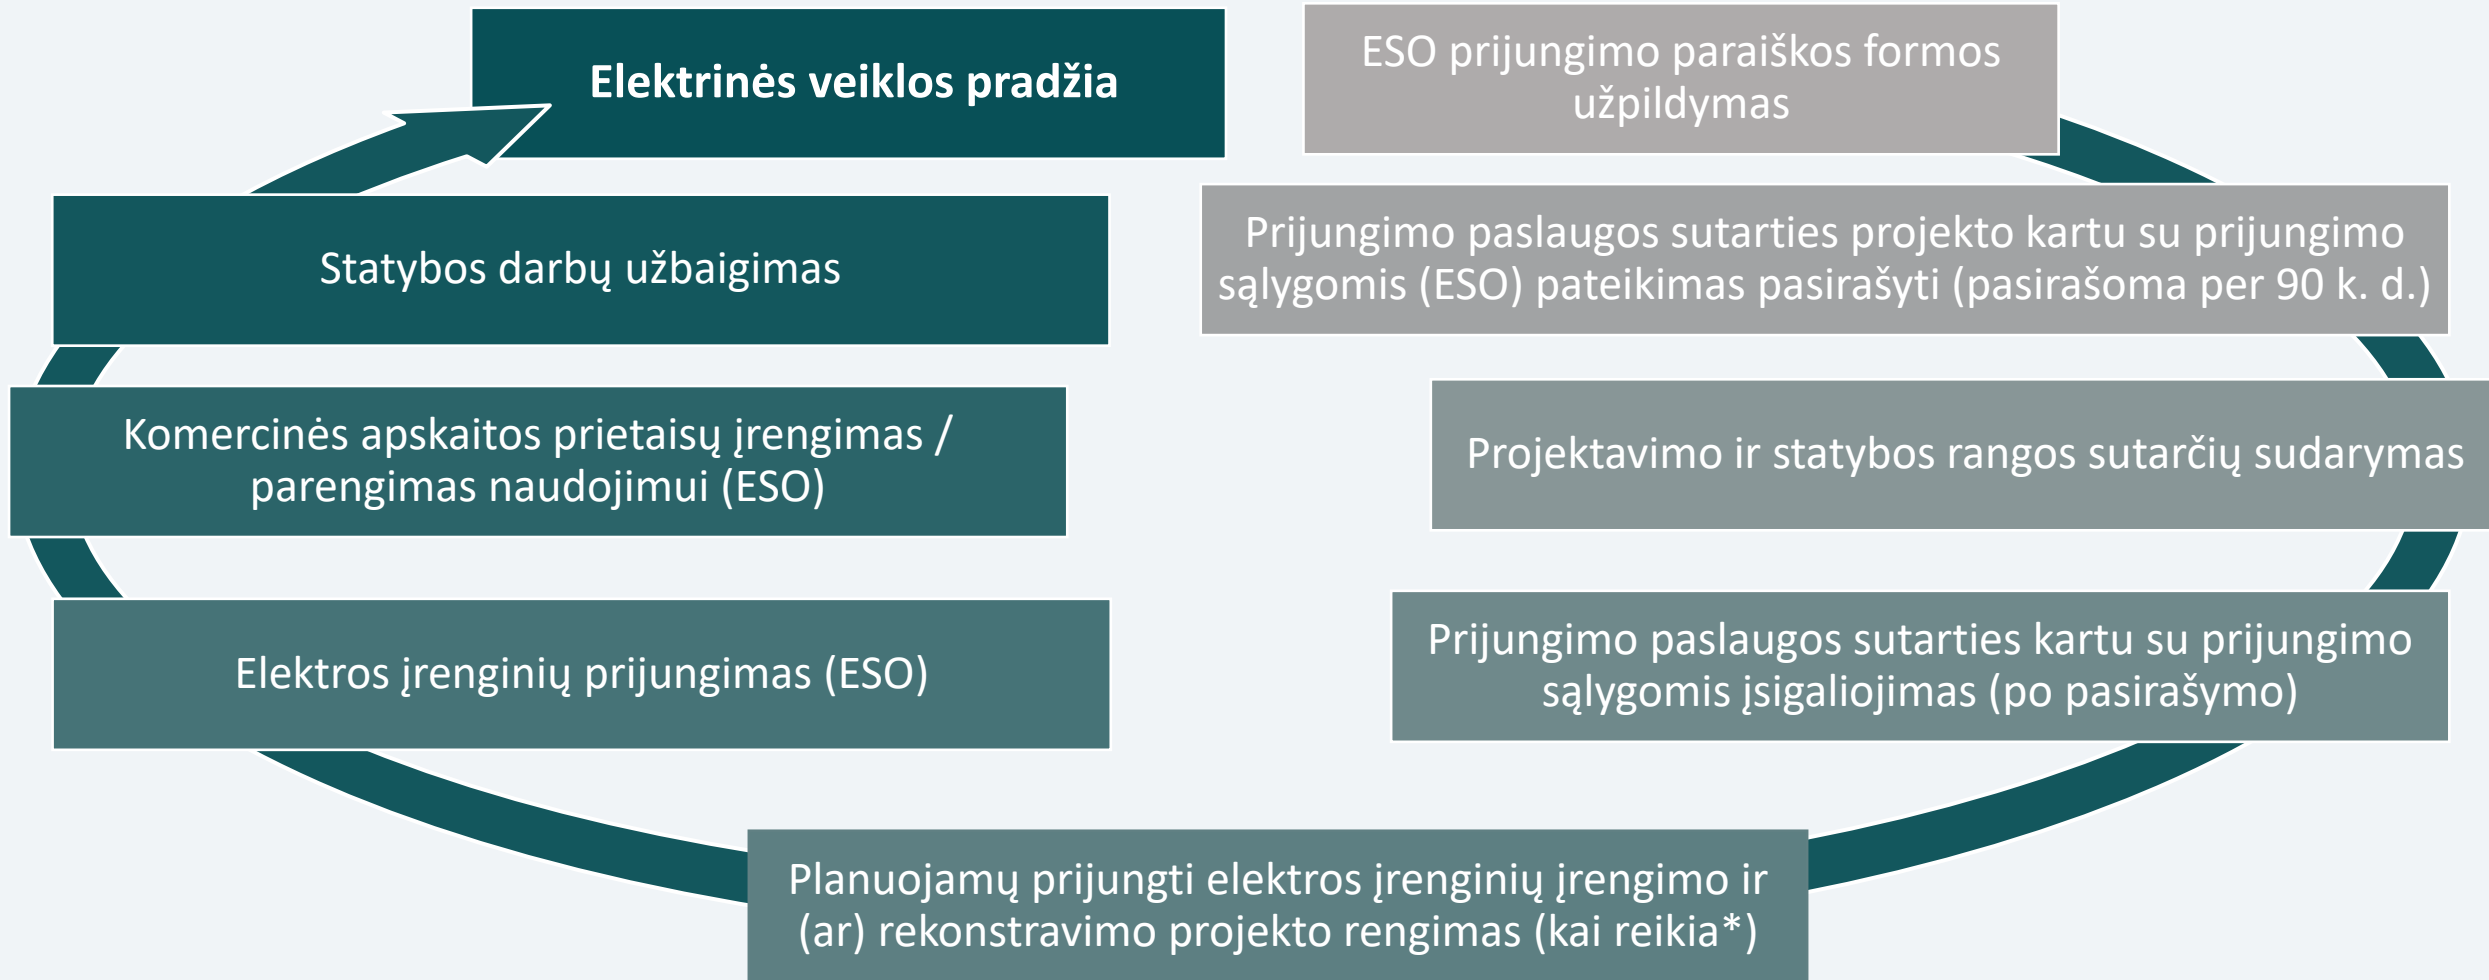 ESO prijungimo paraiškos formos
užpildymas
Prijungimo paslaugos sutarties projekto kartu su prijungimo
sąlygomis (ESO) pateikimas pasirašyti (pasirašoma per 90 k. d.)
Projektavimo ir statybos rangos sutarčių sudarymas
Prijungimo paslaugos sutarties kartu su prijungimo
sąlygomis įsigaliojimas (po pasirašymo)
Planuojamų prijungti elektros įrenginių įrengimo ir
(ar) rekonstravimo projekto rengimas (kai reikia*)
Elektros įrenginių prijungimas (ESO)
Komercinės apskaitos prietaisų įrengimas /
parengimas naudojimui (ESO)
Statybos darbų užbaigimas
Elektrinės veiklos pradžia